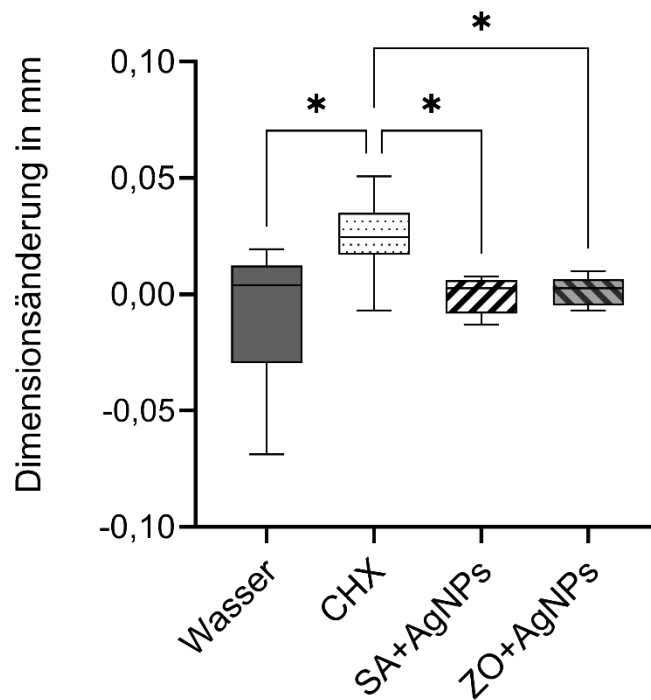 Dimensionsänderung in mm
0,10
0,05
0,00
-0,05
-0,10
*
*
*
Wasser
CHX
SA+AgNPs
ZO+AgNPs